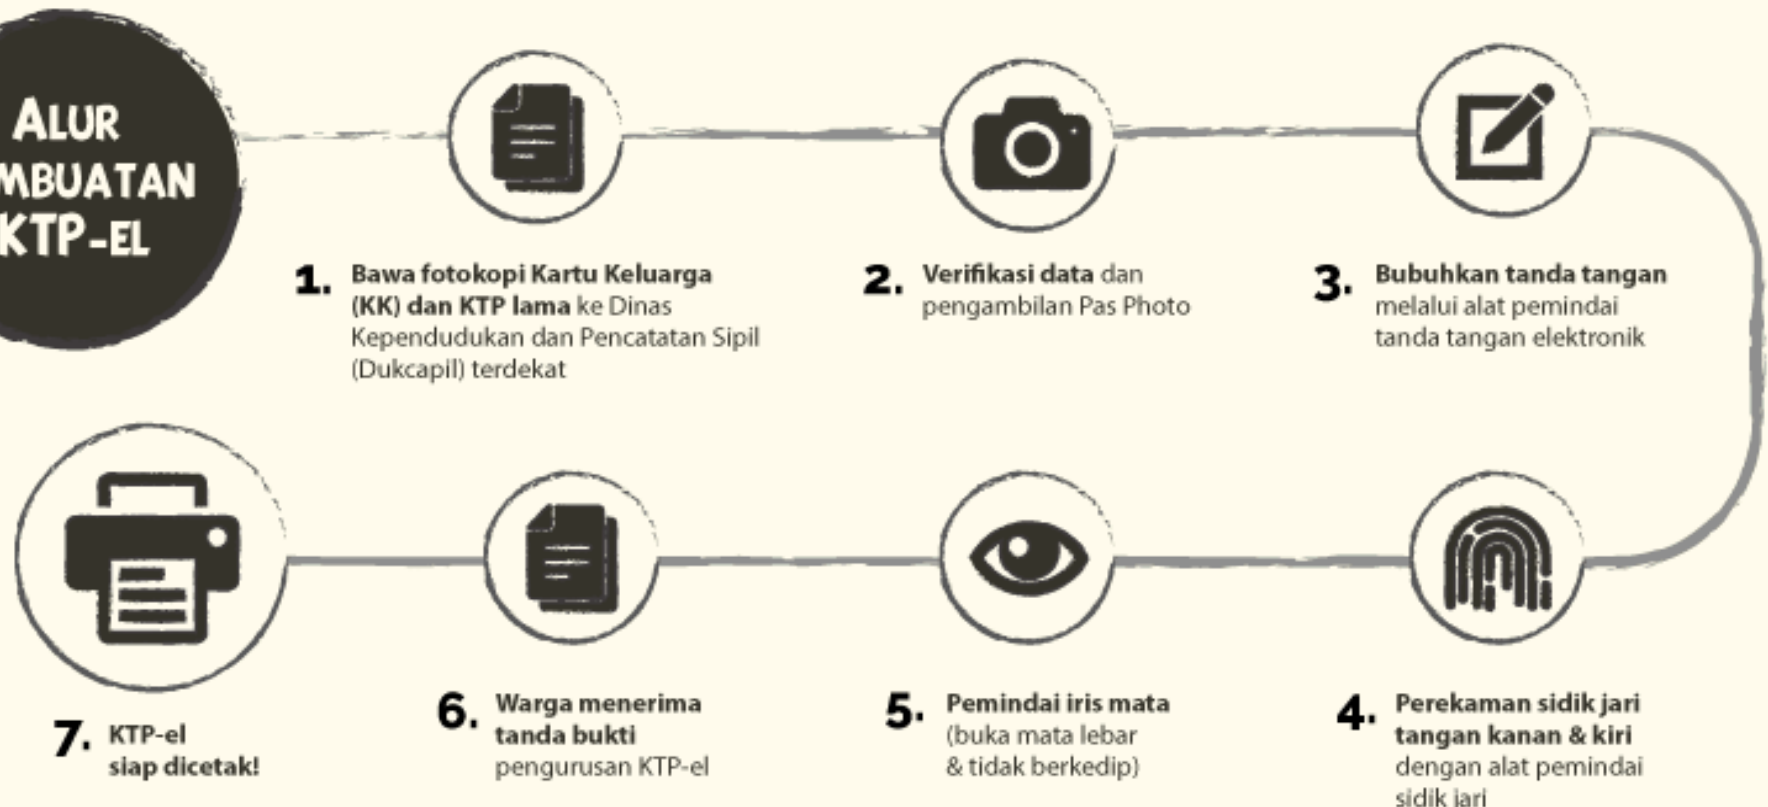 ALUR
MBUATAN
KTP-EL
1. Bawa fotokopi Kartu Keluarga
(KK) dan KTP lama ke Dinas
Kependudukan dan Pencatatan Sipil
(Dukcapil) terdekat
2. Verifikasi data dan
pengambilan Pas Photo
3. Bubuhkan tanda tangan
melalui alat pemindai
tanda tangan elektronik
4. Perekaman sidik jari
tangan kanan & kiri
dengan alat pemindai
sidik jari
5. Pemindai iris mata
(buka mata lebar
& tidak berkedip)
6. Warga menerima
tanda bukti
pengurusan KTP-el
7. KTP-el
siap dicetak!